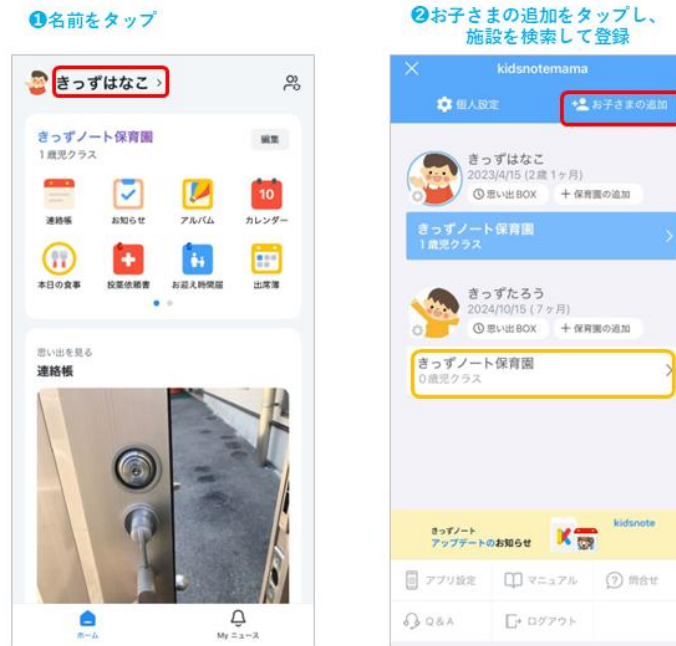 ❶名前をタップ
きっずはなこ >
きっずノート保育園
編集
1歳児クラス
連絡帳
お知らせ
アルバム
10
カレンダー
本日の食事
投薬依頼書
お迎え時間届
出席簿
思い出を見る
連絡帳
ホーム
My ニュース
❷お子さまの追加をタップし、
施設を検索して登録
kidsnotemama
個人設定
お子さまの追加
きっずはなこ
2023/4/15 (2歳 1ヶ月)
思い出 BOX
+ 保育園の追加
きっずノート保育園
1歳児クラス
きっずたろう
2024/10/15 ( 7ヶ月)
思い出 BOX
+ 保育園の追加
きっずノート保育園
0歳児クラス
きっずノート
アップデートのお知らせ
kidsnote
アプリ設定
マニュアル
問合せ
Q & A
ログアウト